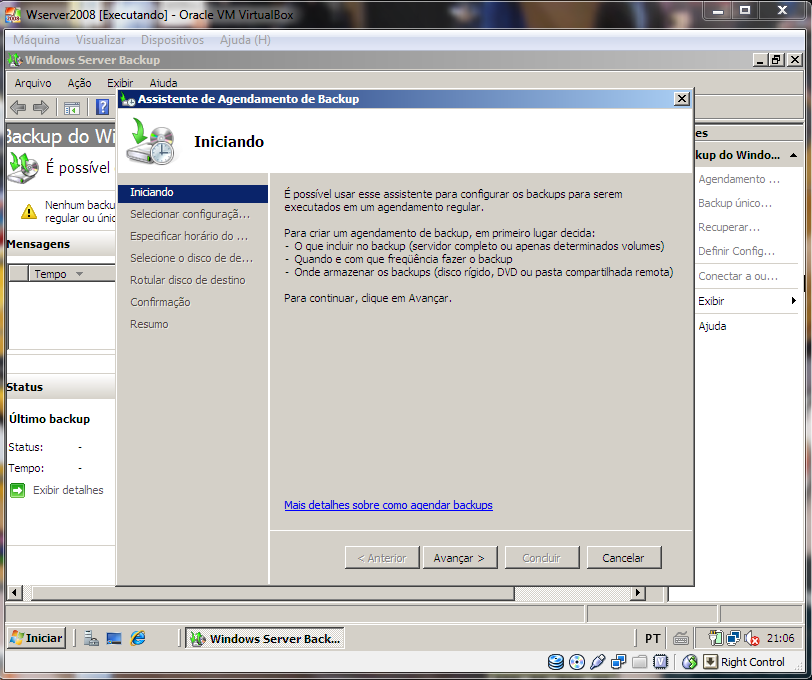 Wserver2008 [Executando] - Oracle VM VirtualBox
Máquina Visualizar Dispositivos Ajuda (H)
Windows Server Backup
Arquivo Ação Exibir Ajuda
Assistente de Agendamento de Backup
Iniciando
Backup do Wi
É possível
Nenhum backu
regular ou únic
Mensagens
Tempo
Status
Último backup
Status: -
Tempo: -
Exibir detalhes
Iniciando
Selecionar configuraçã...
Especificar horário do ...
Selecione o disco de de...
Rotular disco de destino
Confirmação
Resumo
É possível usar esse assistente para configurar os backups para serem
executados em um agendamento regular.
Para criar um agendamento de backup, em primeiro lugar decida:
- O que incluir no backup (servidor completo ou apenas determinados volumes)
- Quando e com que freqüência fazer o backup
- Onde armazenar os backups (disco rígido, DVD ou pasta compartilhada remota)
Para continuar, clique em Avançar.
Mais detalhes sobre como agendar backups
< Anterior Avançar > Concluir Cancelar
es
kup do Windo...
Agendamento ...
Backup único...
Recuperar...
Definir Config...
Conectar a ou...
Exibir
Ajuda
Iniciar
Windows Server Back...
PT
21:06
Right Control